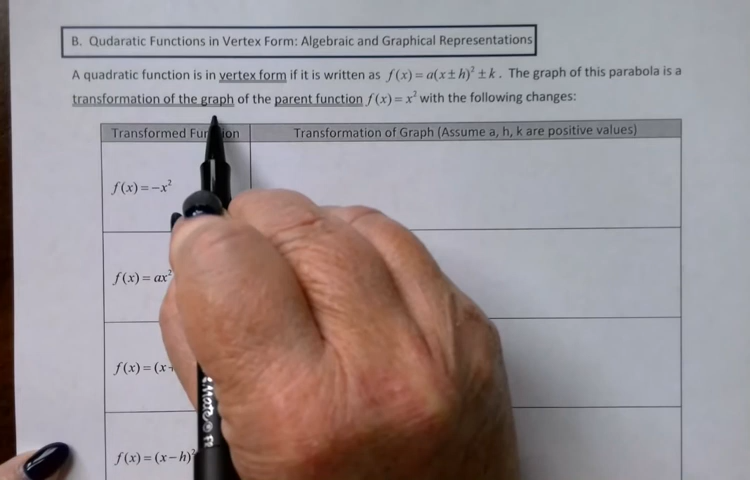 B. Qudaratic Functions in Vertex Form: Algebraic and Graphical Representations
A quadratic function is in vertex form if it is written as f(x) = a(x ± h)² ± k. The graph of this parabola is a
transformation of the graph of the parent function f(x) = x² with the following changes:
Transformed Fun ion Transformation of Graph (Assume a, h, k are positive values)
f(x) = −x²
f(x) = ax²
f(x) = (x+
f(x) = (x − h)²